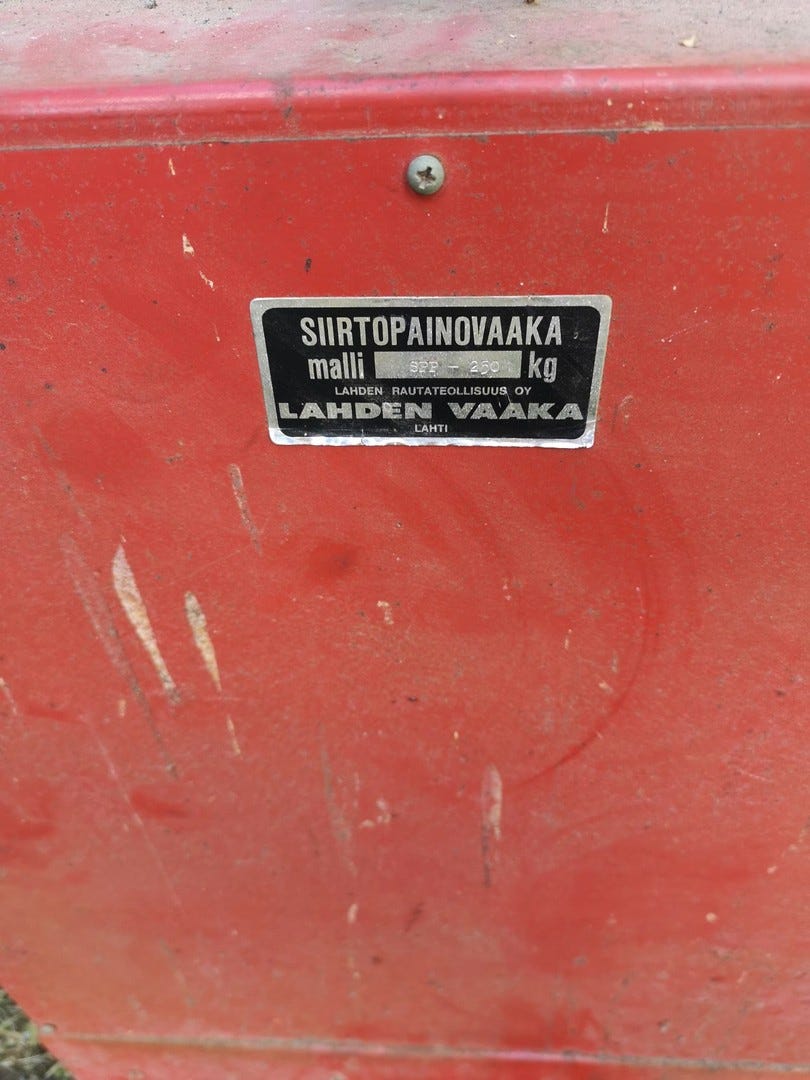 SIIRTOPAINOVAAKA
malli SPP - 250 kg
LAHDEN RAUTATEOLLISUUS OY
LAHDEN VAAKA
LAHTI